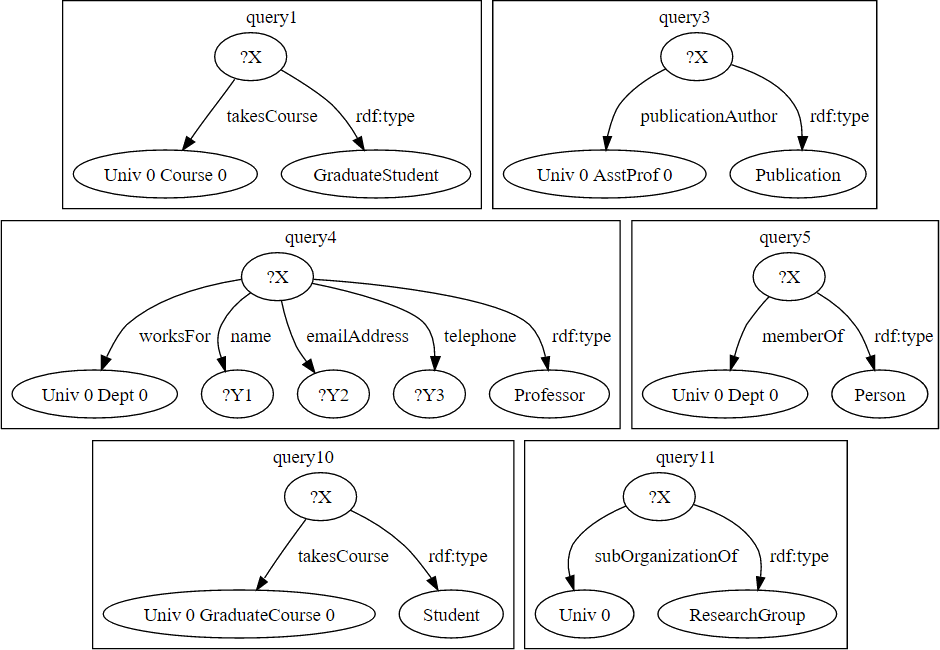 query1
?X
takesCourse
rdf:type
Univ 0 Course 0
GraduateStudent
query3
?X
publicationAuthor
rdf:type
Univ 0 AsstProf 0
Publication
query4
?X
worksFor
name
emailAddress
telephone
rdf:type
Univ 0 Dept 0
?Y1
?Y2
?Y3
Professor
query5
?X
memberOf
rdf:type
Univ 0 Dept 0
Person
query10
?X
takesCourse
rdf:type
Univ 0 GraduateCourse 0
Student
query11
?X
subOrganizationOf
rdf:type
Univ 0
ResearchGroup